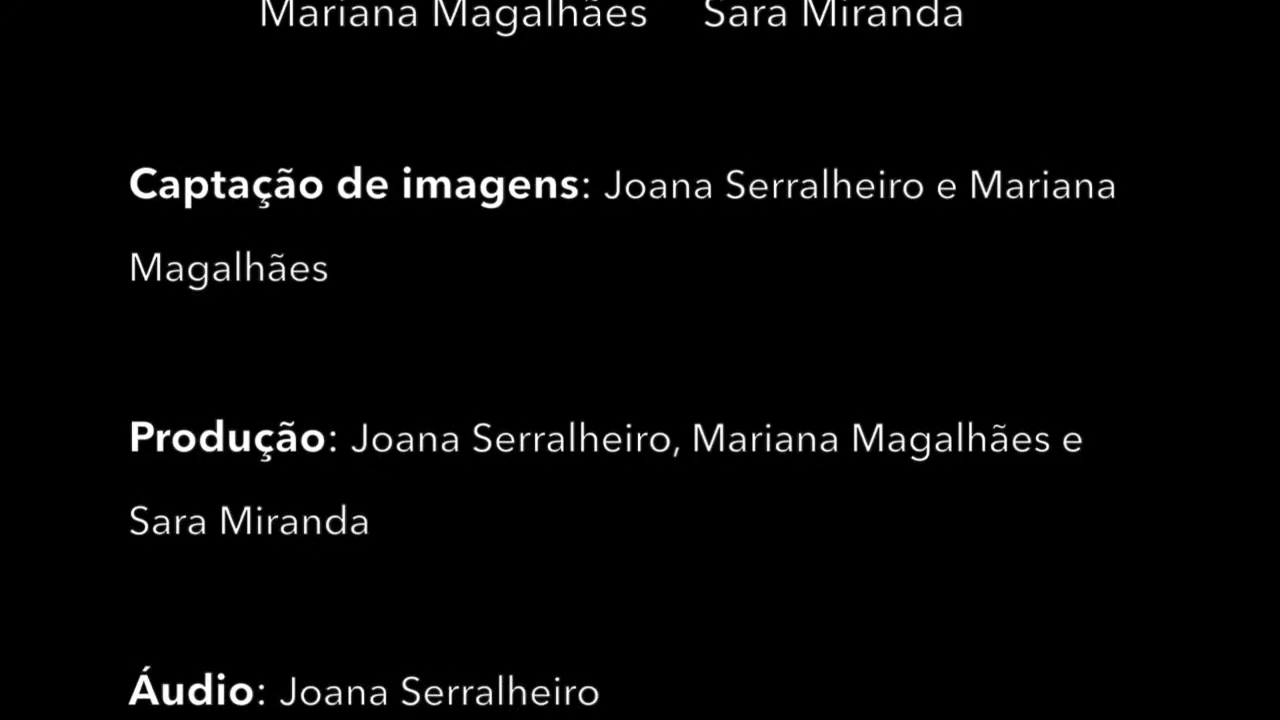 Mariana Magalhães Sara Miranda
Captação de imagens: Joana Serralheiro e Mariana
Magalhães
Produção: Joana Serralheiro, Mariana Magalhães e
Sara Miranda
Áudio: Joana Serralheiro